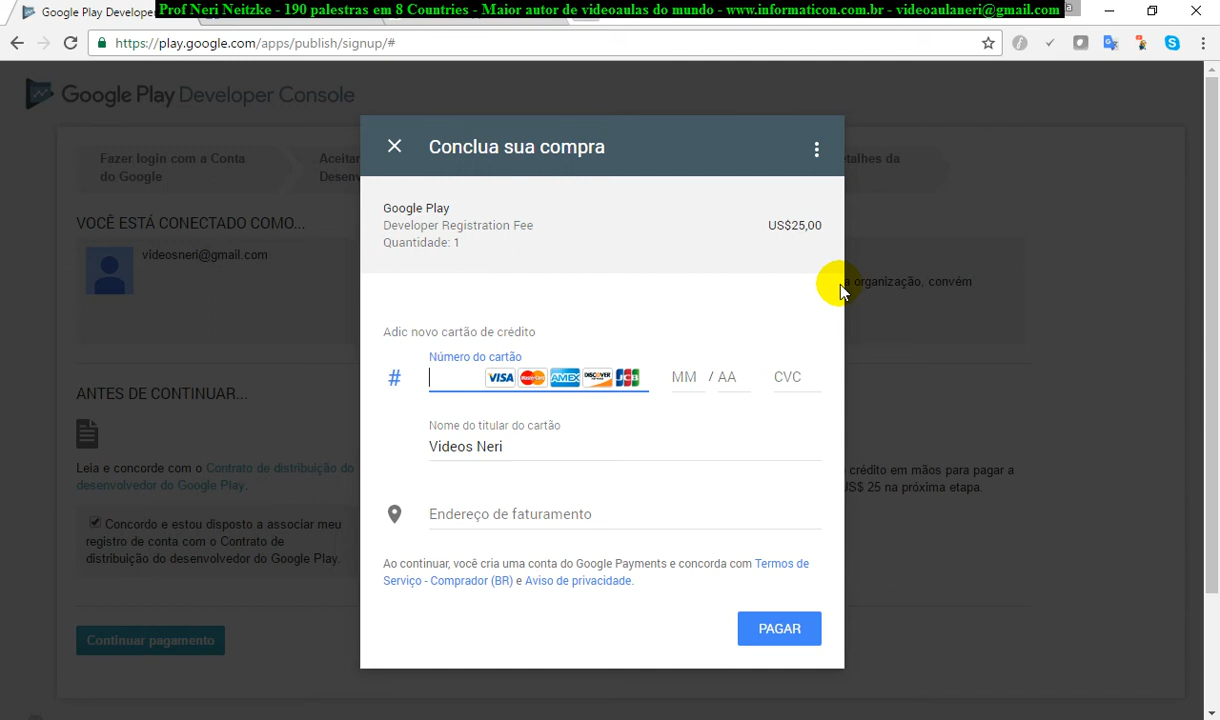 Google Play Develope
Prof Neri Neitzke - 190 palestras em 8 Countries - Maior autor de videoaulas do mundo - www.informaticon.com.br - videoaulaneri@gmail.com
https://play.google.com/apps/publish/signup/#
Google Play Developer Console
Fazer login com a Conta
do Google
Aceitar
Desenv
talhes da
VOCÊ ESTÁ CONECTADO COMO...
videosneri@gmail.com
a organização, convém
ANTES DE CONTINUAR...
Leia e concorde com o Contrato de distribuição do
desenvolvedor do Google Play.
Concordo e estou disposto a associar meu
registro de conta com o Contrato de
distribuição do desenvolvedor do Google Play.
crédito em mãos para pagar a
US$ 25 na próxima etapa.
Continuar pagamento
Conclua sua compra
Google Play
Developer Registration Fee
US$25,00
Quantidade: 1
Adic novo cartão de crédito
Número do cartão
# VISA MasterCard AMEX DISCOVER JCB MM / AA CVC
Nome do titular do cartão
Videos Neri
Endereço de faturamento
Ao continuar, você cria uma conta do Google Payments e concorda com Termos de
Serviço - Comprador (BR) e Aviso de privacidade.
PAGAR